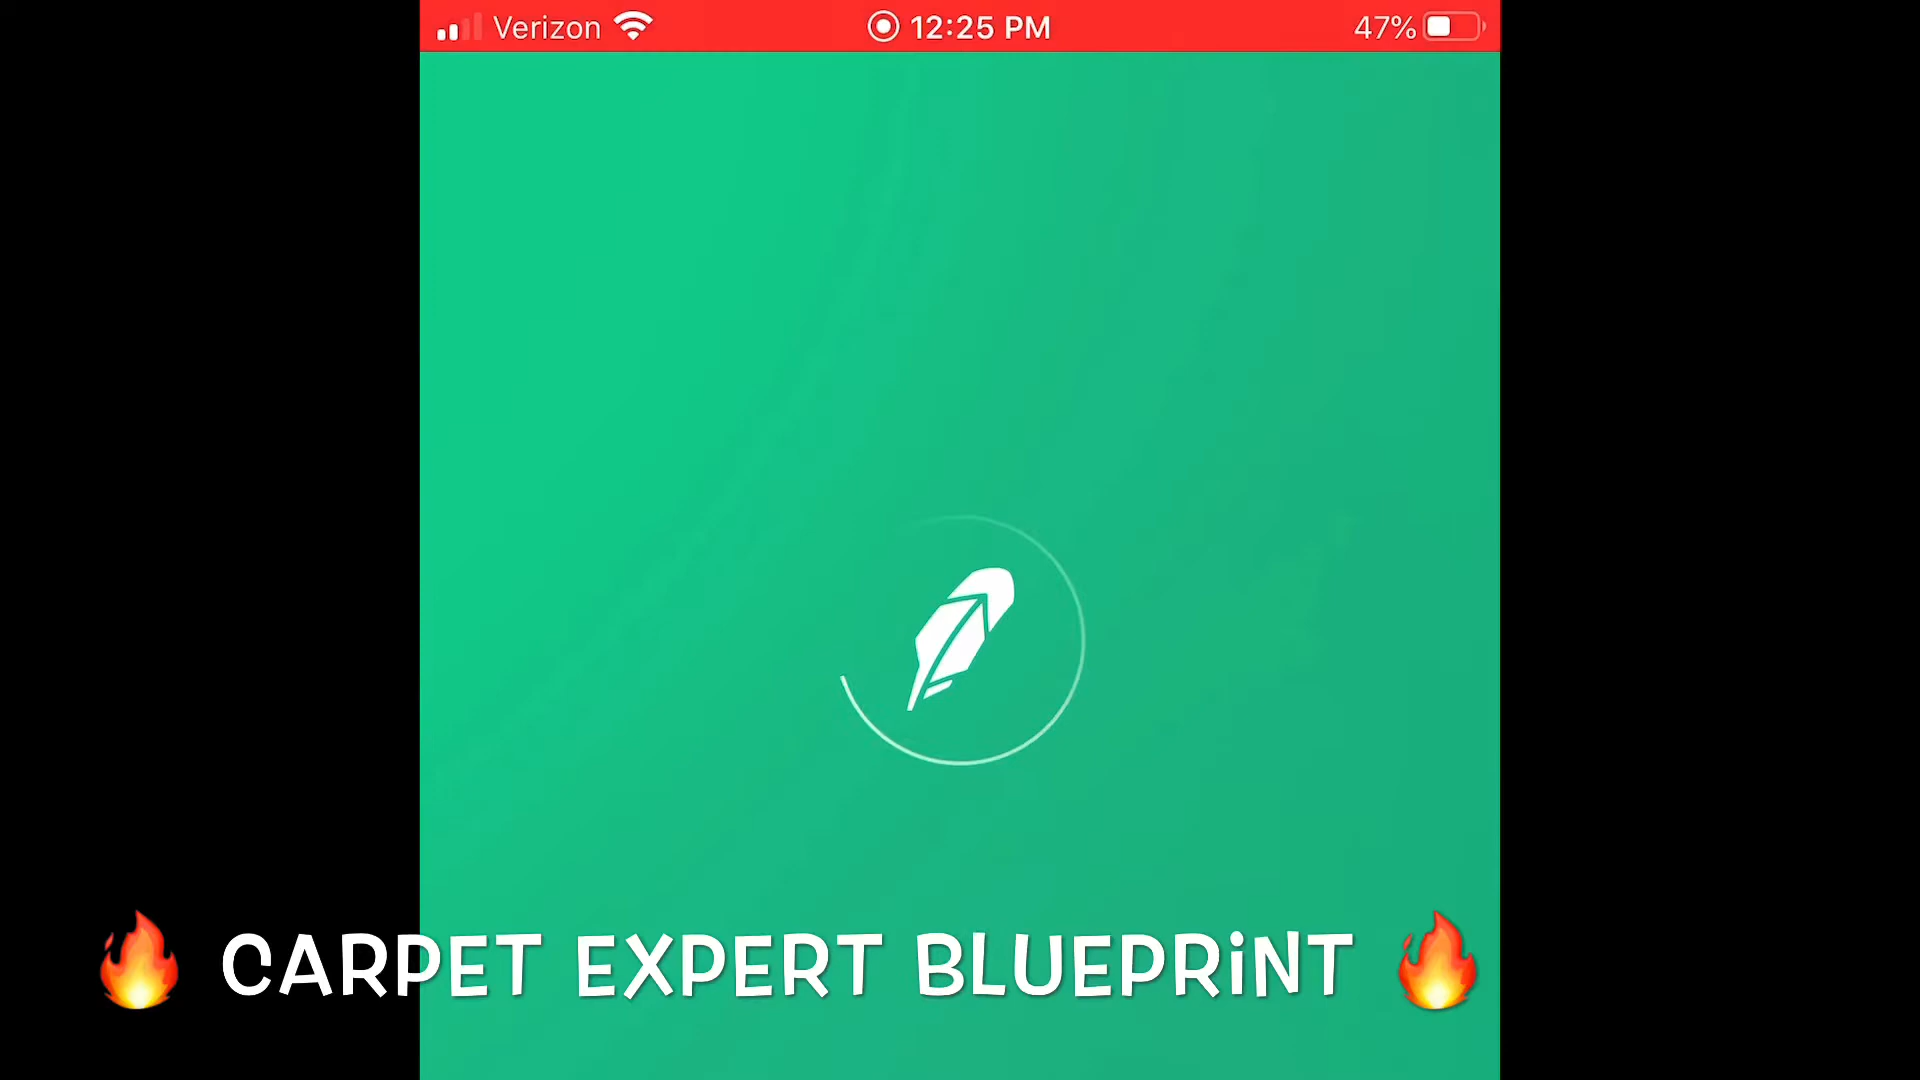 Verizon 12:25 PM 47%
🔥 CARPET EXPERT BLUEPRiNT 🔥